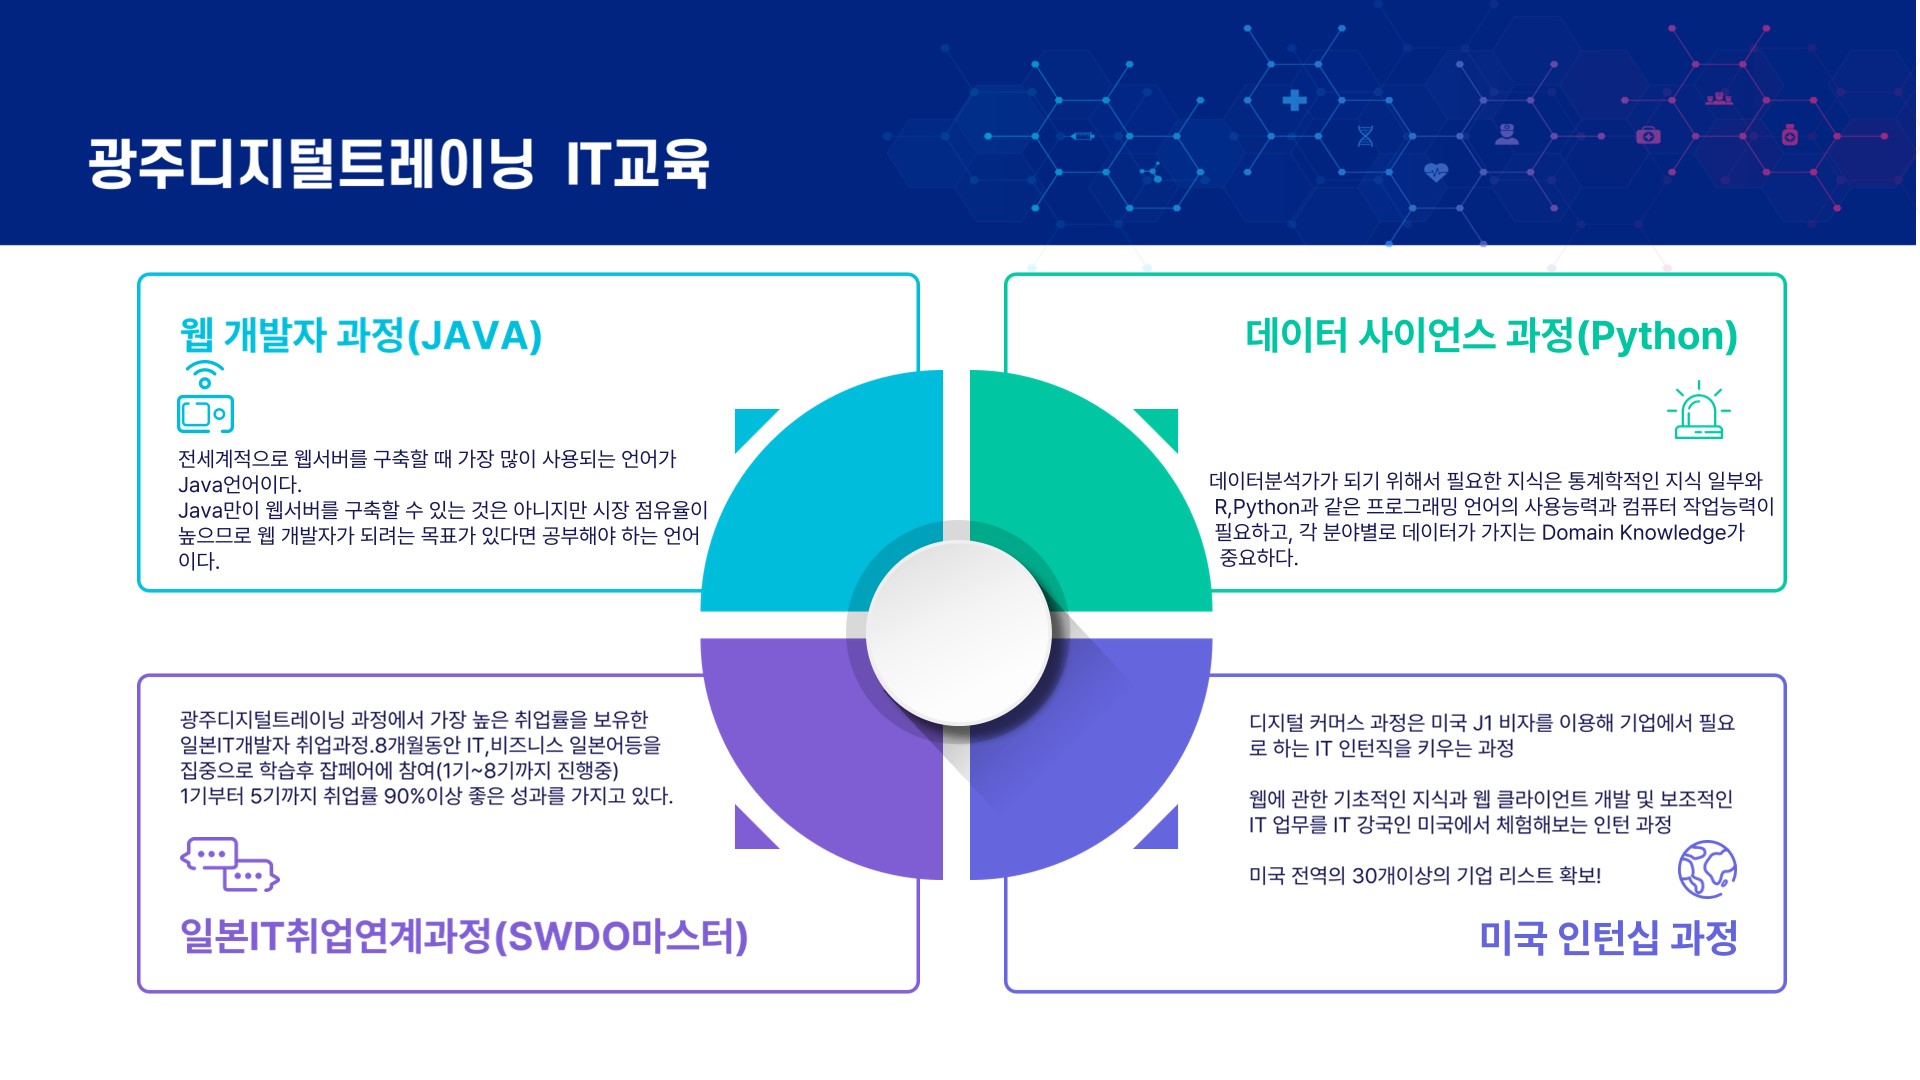 광주디지털트레이닝 IT교육
웹 개발자 과정(JAVA)
전세계적으로 웹서버를 구축할 때 가장 많이 사용되는 언어가
Java언어이다.
Java만이 웹서버를 구축할 수 있는 것은 아니지만 시장 점유율이
높으므로 웹 개발자가 되려는 목표가 있다면 공부해야 하는 언어
이다.
데이터 사이언스 과정(Python)
데이터분석가가 되기 위해서 필요한 지식은 통계학적인 지식 일부와
R,Python과 같은 프로그래밍 언어의 사용능력과 컴퓨터 작업능력이
필요하고, 각 분야별로 데이터가 가지는 Domain Knowledge가
중요하다.
광주디지털트레이닝 과정에서 가장 높은 취업률을 보유한
일본IT개발자 취업과정.8개월동안 IT,비즈니스 일본어등을
집중으로 학습후 잡페어에 참여(1기~8기까지 진행중)
1기부터 5기까지 취업률 90%이상 좋은 성과를 가지고 있다.
일본IT취업연계과정(SWDO마스터)
디지털 커머스 과정은 미국 J1 비자를 이용해 기업에서 필요
로 하는 IT 인턴직을 키우는 과정
웹에 관한 기초적인 지식과 웹 클라이언트 개발 및 보조적인
IT 업무를 IT 강국인 미국에서 체험해보는 인턴 과정
미국 전역의 30개이상의 기업 리스트 확보!
미국 인턴십 과정